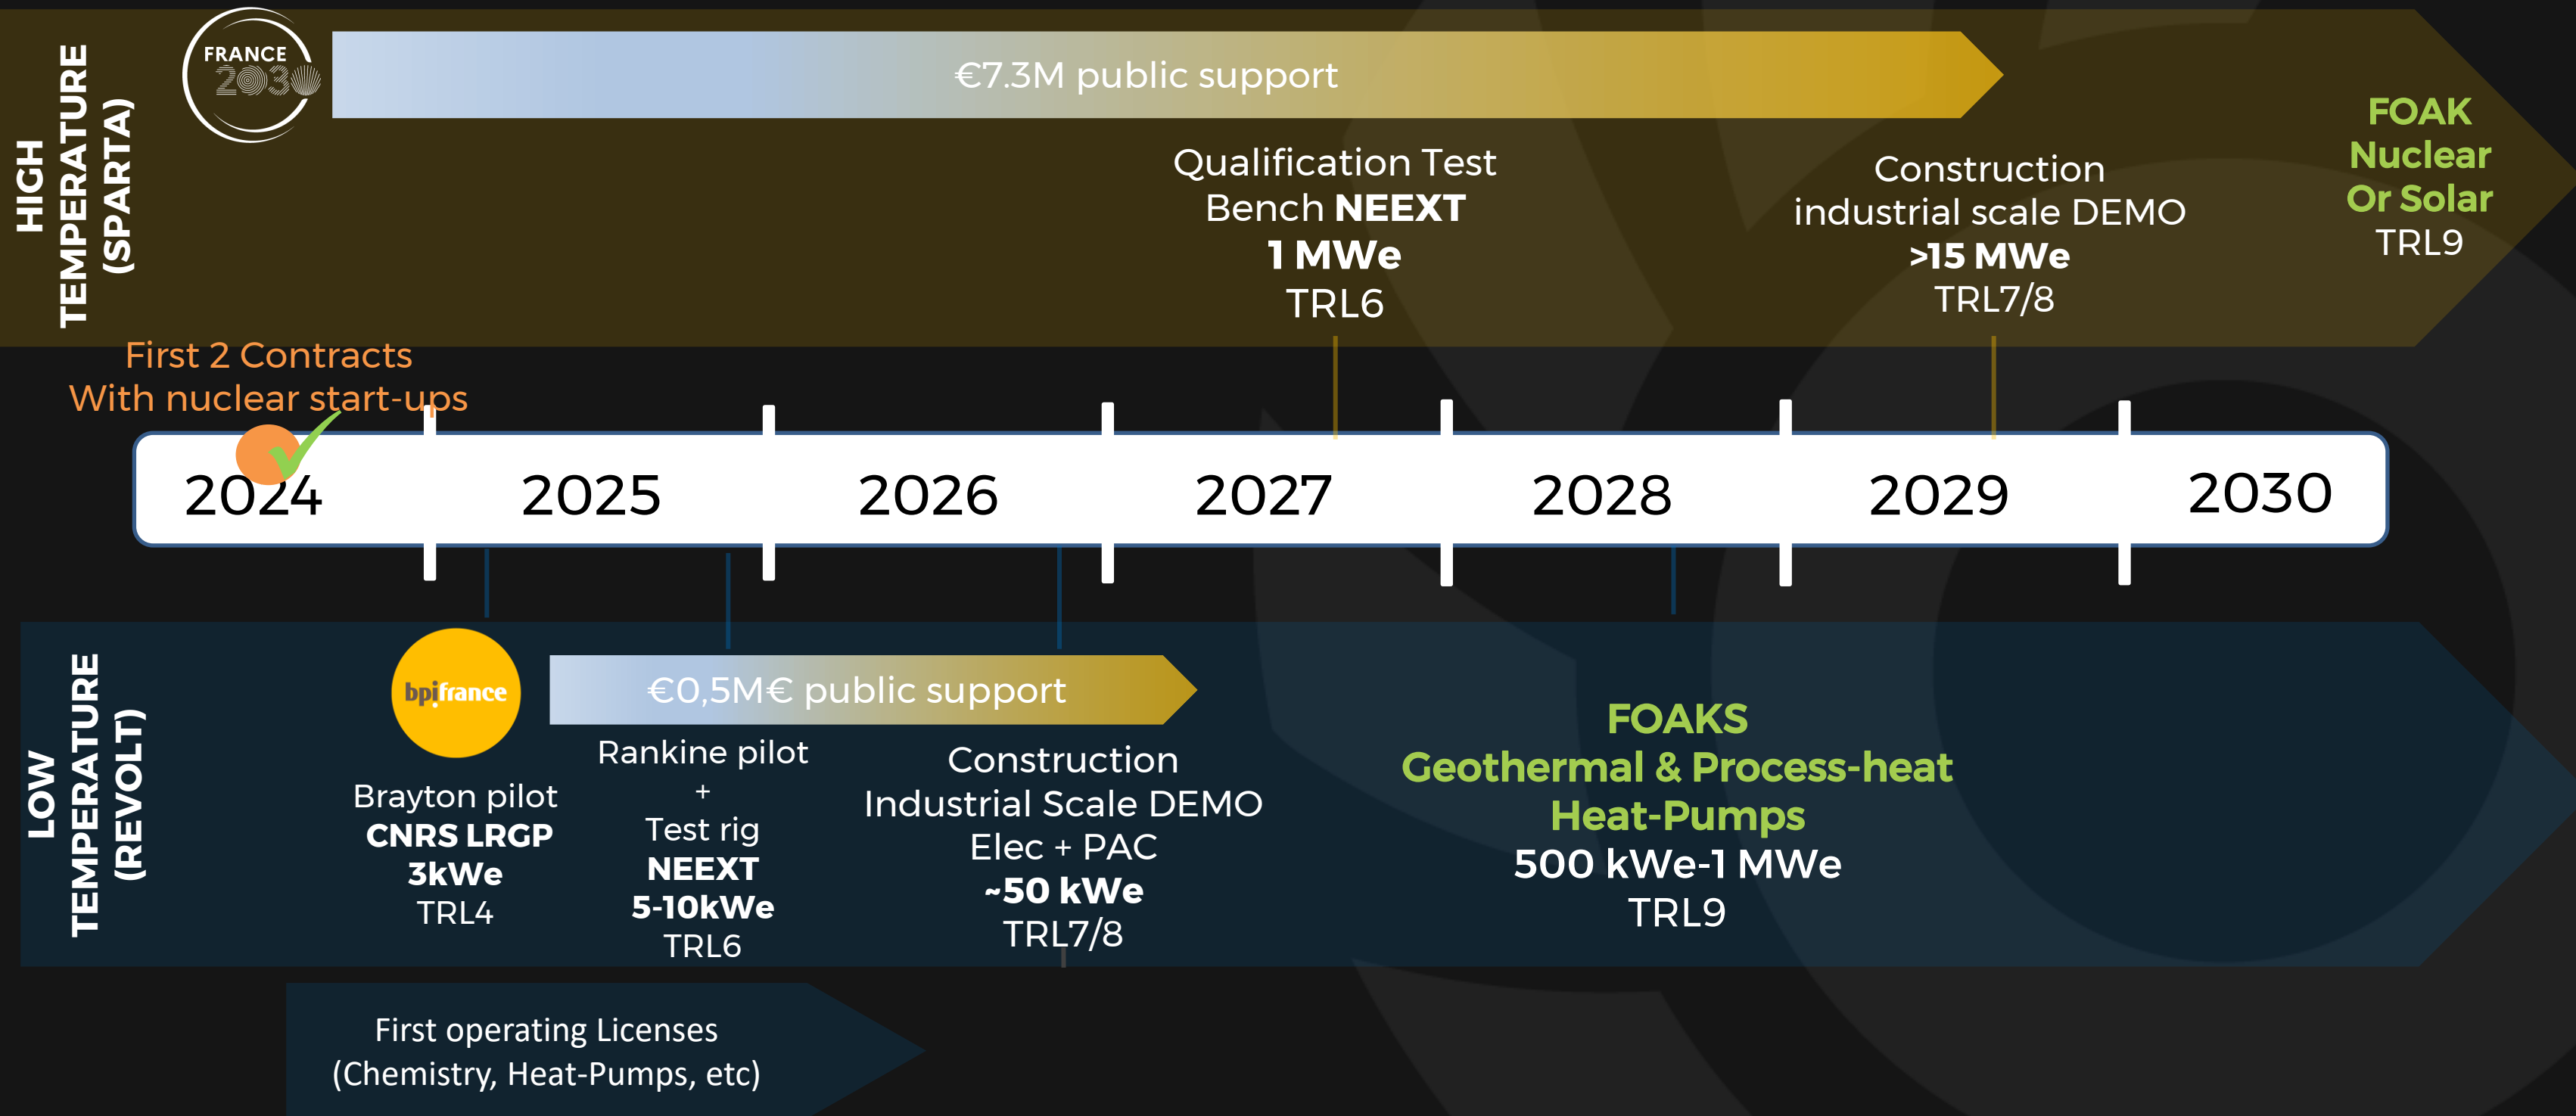 HIGH
TEMPERATURE
(SPARTA)
FRANCE
2030
€7.3M public support
Qualification Test
Bench NEEXT
1 MWe
TRL6
Construction
industrial scale DEMO
>15 MWe
TRL7/8
FOAK
Nuclear
Or Solar
TRL9
First 2 Contracts
With nuclear start-ups
2024
2025
2026
2027
2028
2029
2030
LOW
TEMPERATURE
(REVOLT)
bpifrance
€0,5M€ public support
Brayton pilot
CNRS LRGP
3kWe
TRL4
Rankine pilot
+
Test rig
NEEXT
5-10kWe
TRL6
Construction
Industrial Scale DEMO
Elec + PAC
~50 kWe
TRL7/8
FOAKS
Geothermal & Process-heat
Heat-Pumps
500 kWe-1 MWe
TRL9
First operating Licenses
(Chemistry, Heat-Pumps, etc)